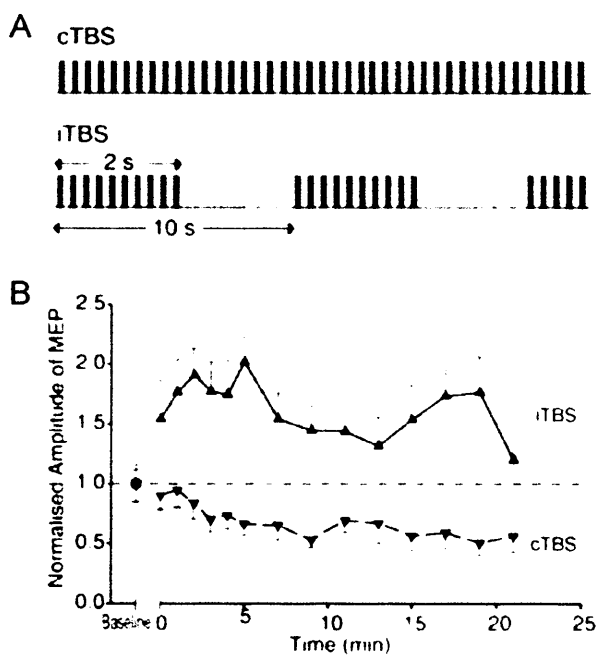 A
cTBS
iTBS
2 s
10 s
B
Normalised Amplitude of MEP
2.5
2.0
1.5
1.0
0.5
0.0
iTBS
cTBS
Baseline 0 5 10 15 20 25
Time (min)